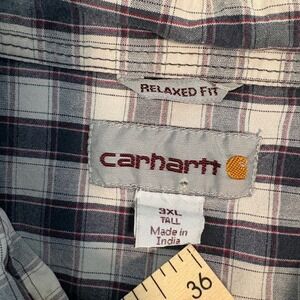 RELAXED FIT
carhartt
3XL
TALL
Made in
India
36